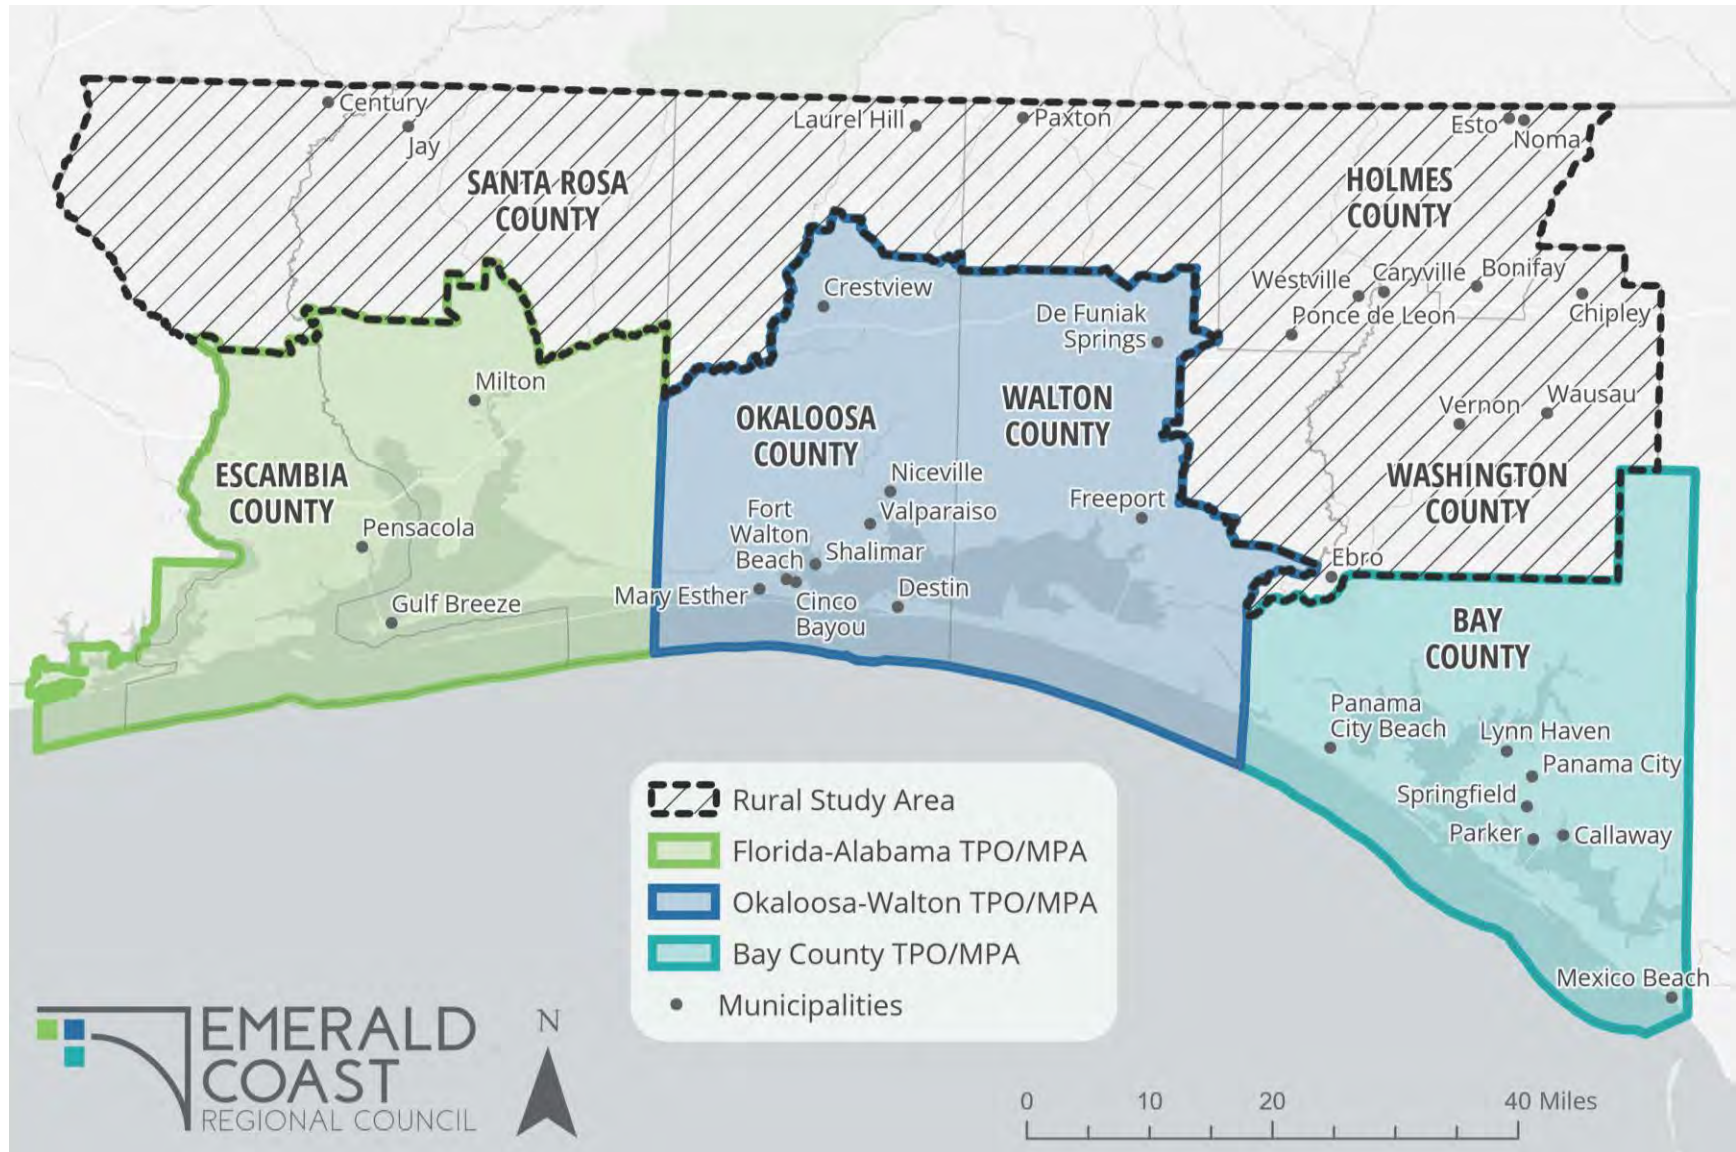 Century
Jay
Laurel Hill
Paxton
Esto
Noma
SANTA ROSA
COUNTY
HOLMES
COUNTY
Crestview
De Funiak
Springs
Westville
Caryville
Bonifay
Ponce de Leon
Chipley
Milton
OKALOOSA
COUNTY
WALTON
COUNTY
Vernon
Wausau
ESCAMBIA
COUNTY
WASHINGTON
COUNTY
Pensacola
Gulf Breeze
Niceville
Valparaiso
Fort
Walton
Beach
Shalimar
Mary Esther
Cinco
Bayou
Destin
Freeport
Ebro
BAY
COUNTY
Panama
City Beach
Lynn Haven
Panama City
Springfield
Parker
Callaway
Mexico Beach
Rural Study Area
Florida-Alabama TPO/MPA
Okaloosa-Walton TPO/MPA
Bay County TPO/MPA
Municipalities
EMERALD
COAST
REGIONAL COUNCIL
N
0 10 20 40 Miles